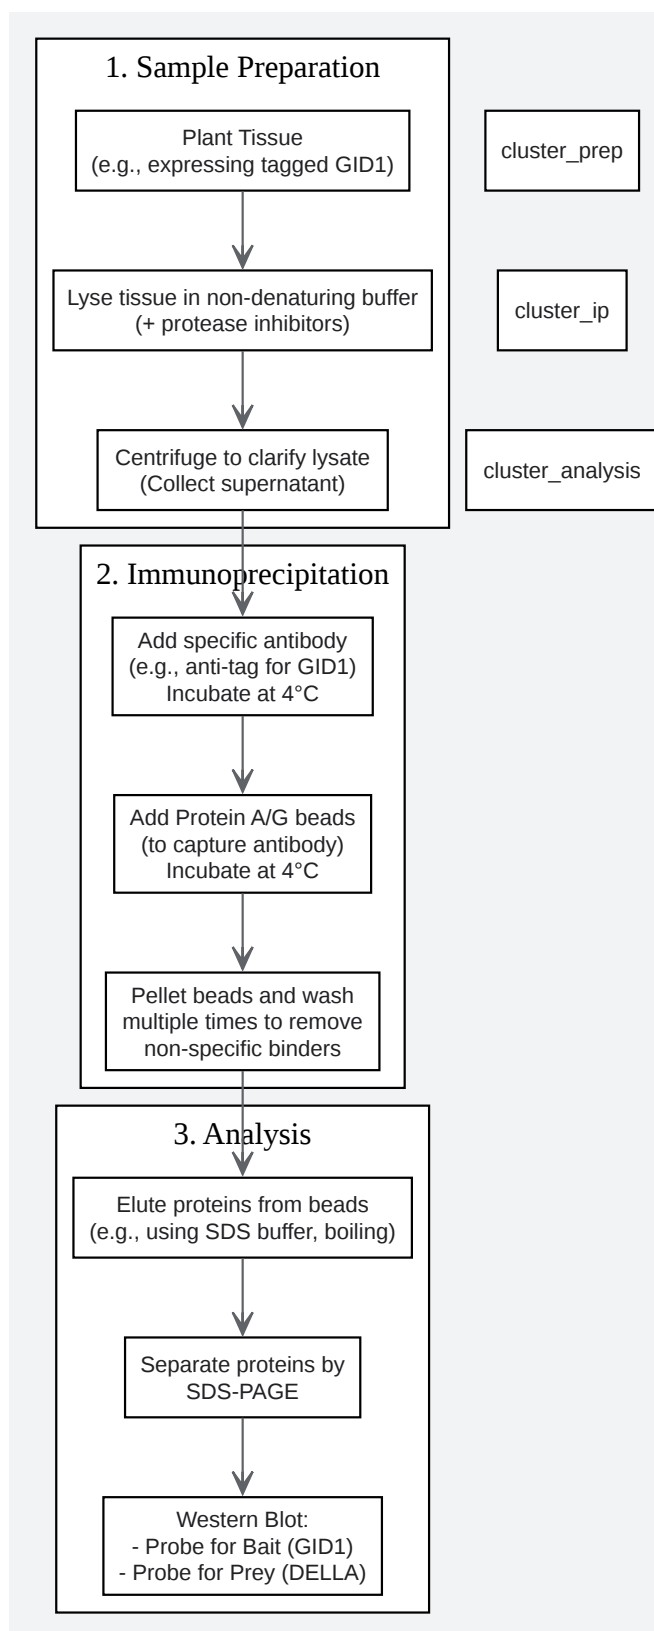 1. Sample Preparation
Plant Tissue
(e.g., expressing tagged GID1)
cluster_prep
Lyse tissue in non-denaturing buffer
(+ protease inhibitors)
cluster_ip
Centrifuge to clarify lysate
(Collect supernatant)
cluster_analysis
2. Immunoprecipitation
Add specific antibody
(e.g., anti-tag for GID1)
Incubate at 4°C
Add Protein A/G beads
(to capture antibody)
Incubate at 4°C
Pellet beads and wash
multiple times to remove
non-specific binders
3. Analysis
Elute proteins from beads
(e.g., using SDS buffer, boiling)
Separate proteins by
SDS-PAGE
Western Blot:
- Probe for Bait (GID1)
- Probe for Prey (DELLA)